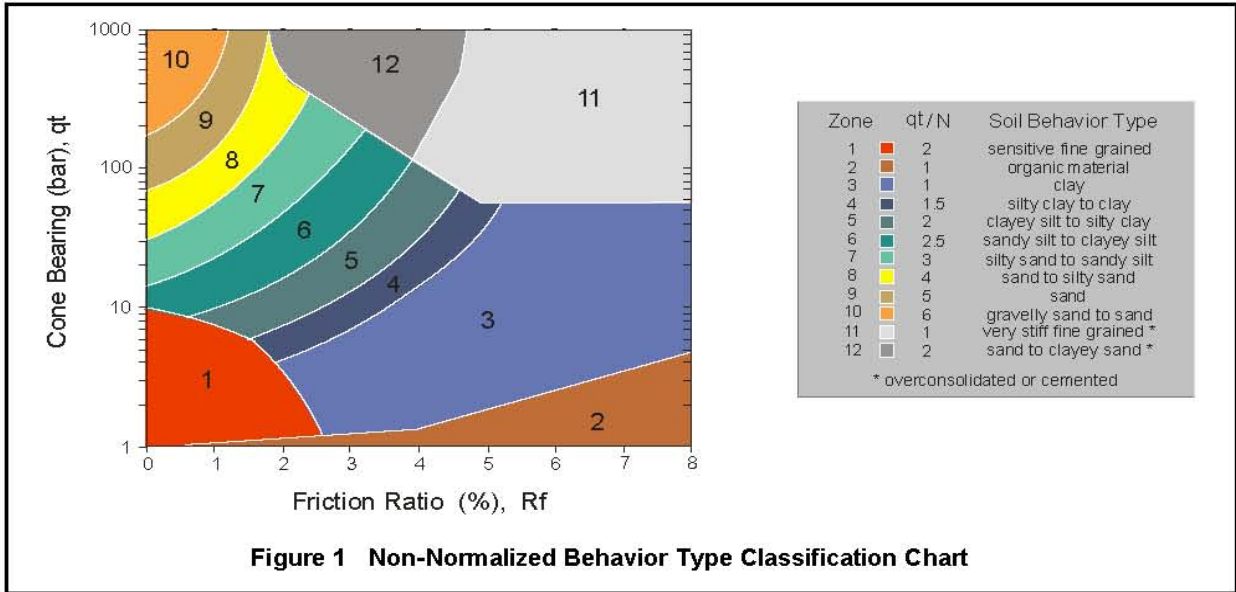 1000
100
10
1
Cone Bearing (bar), qt
10
9
8
7
6
5
4
3
1
2
12
11
0 1 2 3 4 5 6 7 8
Friction Ratio (%), Rf
Zone qt / N Soil Behavior Type
1 2 sensitive fine grained
2 1 organic material
3 1 clay
4 1.5 silty clay to clay
5 2 clayey silt to silty clay
6 2.5 sandy silt to clayey silt
7 3 silty sand to sandy silt
8 4 sand to silty sand
9 5 sand
10 6 gravelly sand to sand
11 1 very stiff fine grained *
12 2 sand to clayey sand *
* overconsolidated or cemented
Figure 1 Non-Normalized Behavior Type Classification Chart